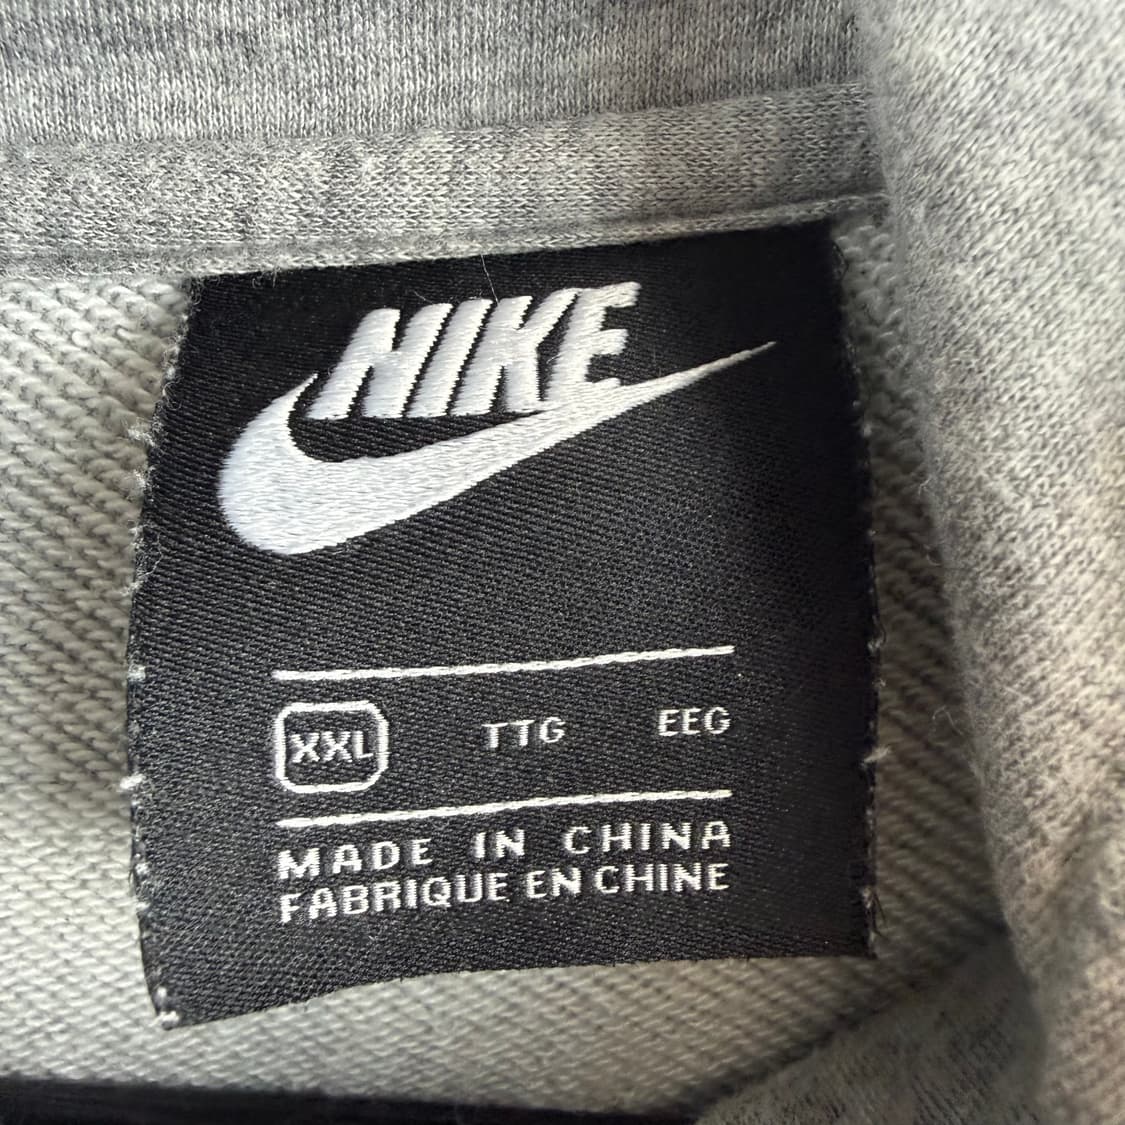 NIKE
XXL TTG EEG
MADE IN CHINA
FABRIQUE EN CHINE